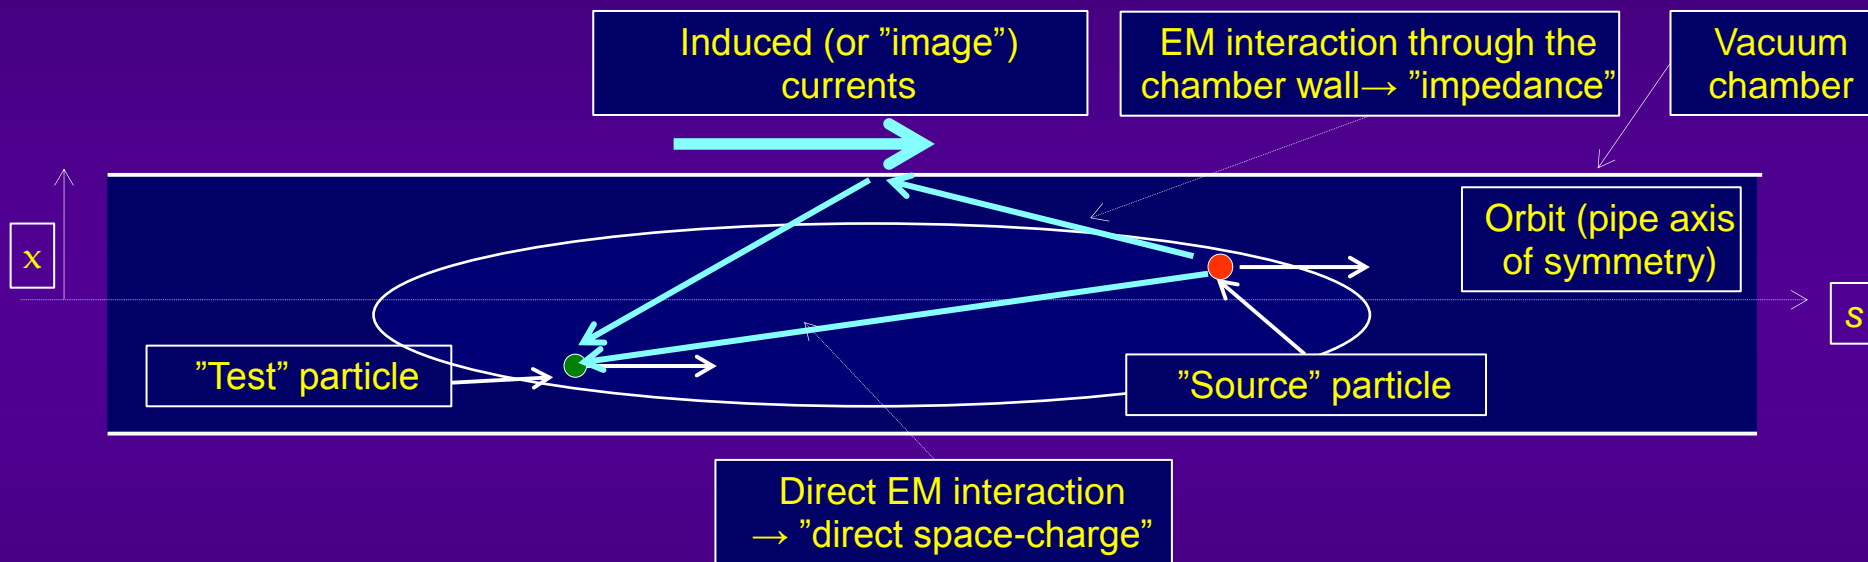 Induced (or ”image”)
currents
EM interaction through the
chamber wall→ ”impedance”
Vacuum
chamber
x
Orbit (pipe axis
of symmetry)
s
”Test” particle
”Source” particle
Direct EM interaction
→ ”direct space-charge”